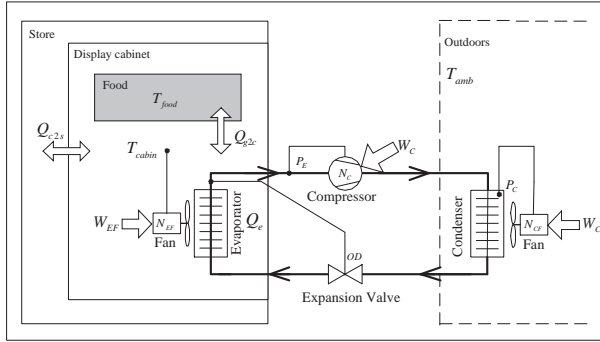 Store
Display cabinet
Food
T_food
Q_c2s
Q_g2c
T_cabin
W_EF
N_EF
Fan
Evaporator
Q_e
P_E
N_C
W_C
Compressor
OD
Expansion Valve
Outdoors
T_amb
P_C
Condenser
N_CF
Fan
W_C